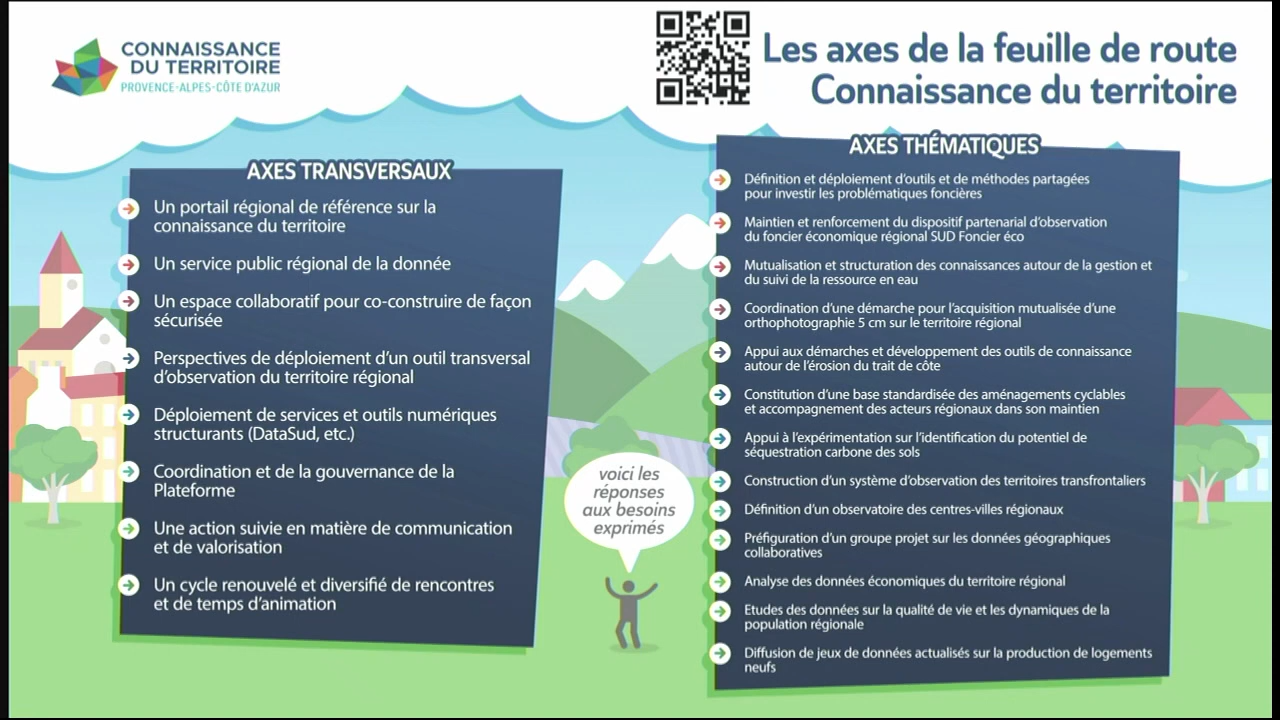 CONNAISSANCE
DU TERRITOIRE
PROVENCE-ALPES-CÔTE D'AZUR
Les axes de la feuille de route
Connaissance du territoire
AXES TRANSVERSAUX
Un portail régional de référence sur la
connaissance du territoire
Un service public régional de la donnée
Un espace collaboratif pour co-construire de façon
sécurisée
Perspectives de déploiement d'un outil transversal
d'observation du territoire régional
Déploiement de services et outils numériques
structurants (DataSud, etc.)
Coordination et de la gouvernance de la
Plateforme
Une action suivie en matière de communication
et de valorisation
Un cycle renouvelé et diversifié de rencontres
et de temps d'animation
voici les
réponses
aux besoins
exprimés
AXES THÉMATIQUES
Définition et déploiement d'outils et de méthodes partagées
pour investir les problématiques foncières
Maintien et renforcement du dispositif partenarial d'observation
du foncier économique régional SUD Foncier éco
Mutualisation et structuration des connaissances autour de la gestion et
du suivi de la ressource en eau
Coordination d'une démarche pour l'acquisition mutualisée d'une
orthophotographie 5 cm sur le territoire régional
Appui aux démarches et développement des outils de connaissance
autour de l'érosion du trait de côte
Constitution d'une base standardisée des aménagements cyclables
et accompagnement des acteurs régionaux dans son maintien
Appui à l'expérimentation sur l'identification du potentiel de
séquestration carbone des sols
Construction d'un système d'observation des territoires transfrontaliers
Définition d'un observatoire des centres-villes régionaux
Préfiguration d'un groupe projet sur les données géographiques
collaboratives
Analyse des données économiques du territoire régional
Etudes des données sur la qualité de vie et les dynamiques de la
population régionale
Diffusion de jeux de données actualisés sur la production de logements
neufs